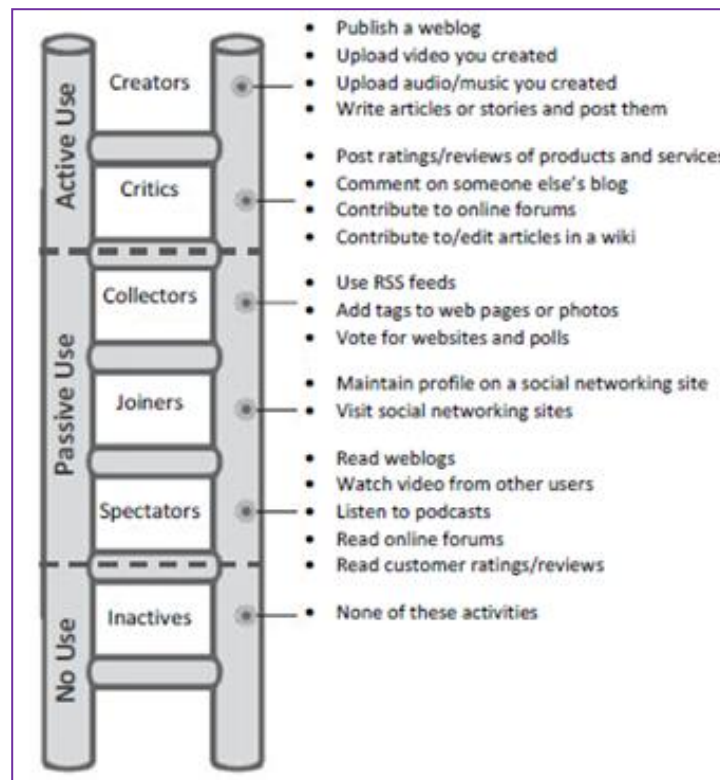 Active Use
Creators
• Publish a weblog
• Upload video you created
• Upload audio/music you created
• Write articles or stories and post them
Critics
• Post ratings/reviews of products and services
• Comment on someone else's blog
• Contribute to online forums
• Contribute to/edit articles in a wiki
Passive Use
Collectors
• Use RSS feeds
• Add tags to web pages or photos
• Vote for websites and polls
Joiners
• Maintain profile on a social networking site
• Visit social networking sites
Spectators
• Read weblogs
• Watch video from other users
• Listen to podcasts
• Read online forums
• Read customer ratings/reviews
No Use
Inactives
• None of these activities